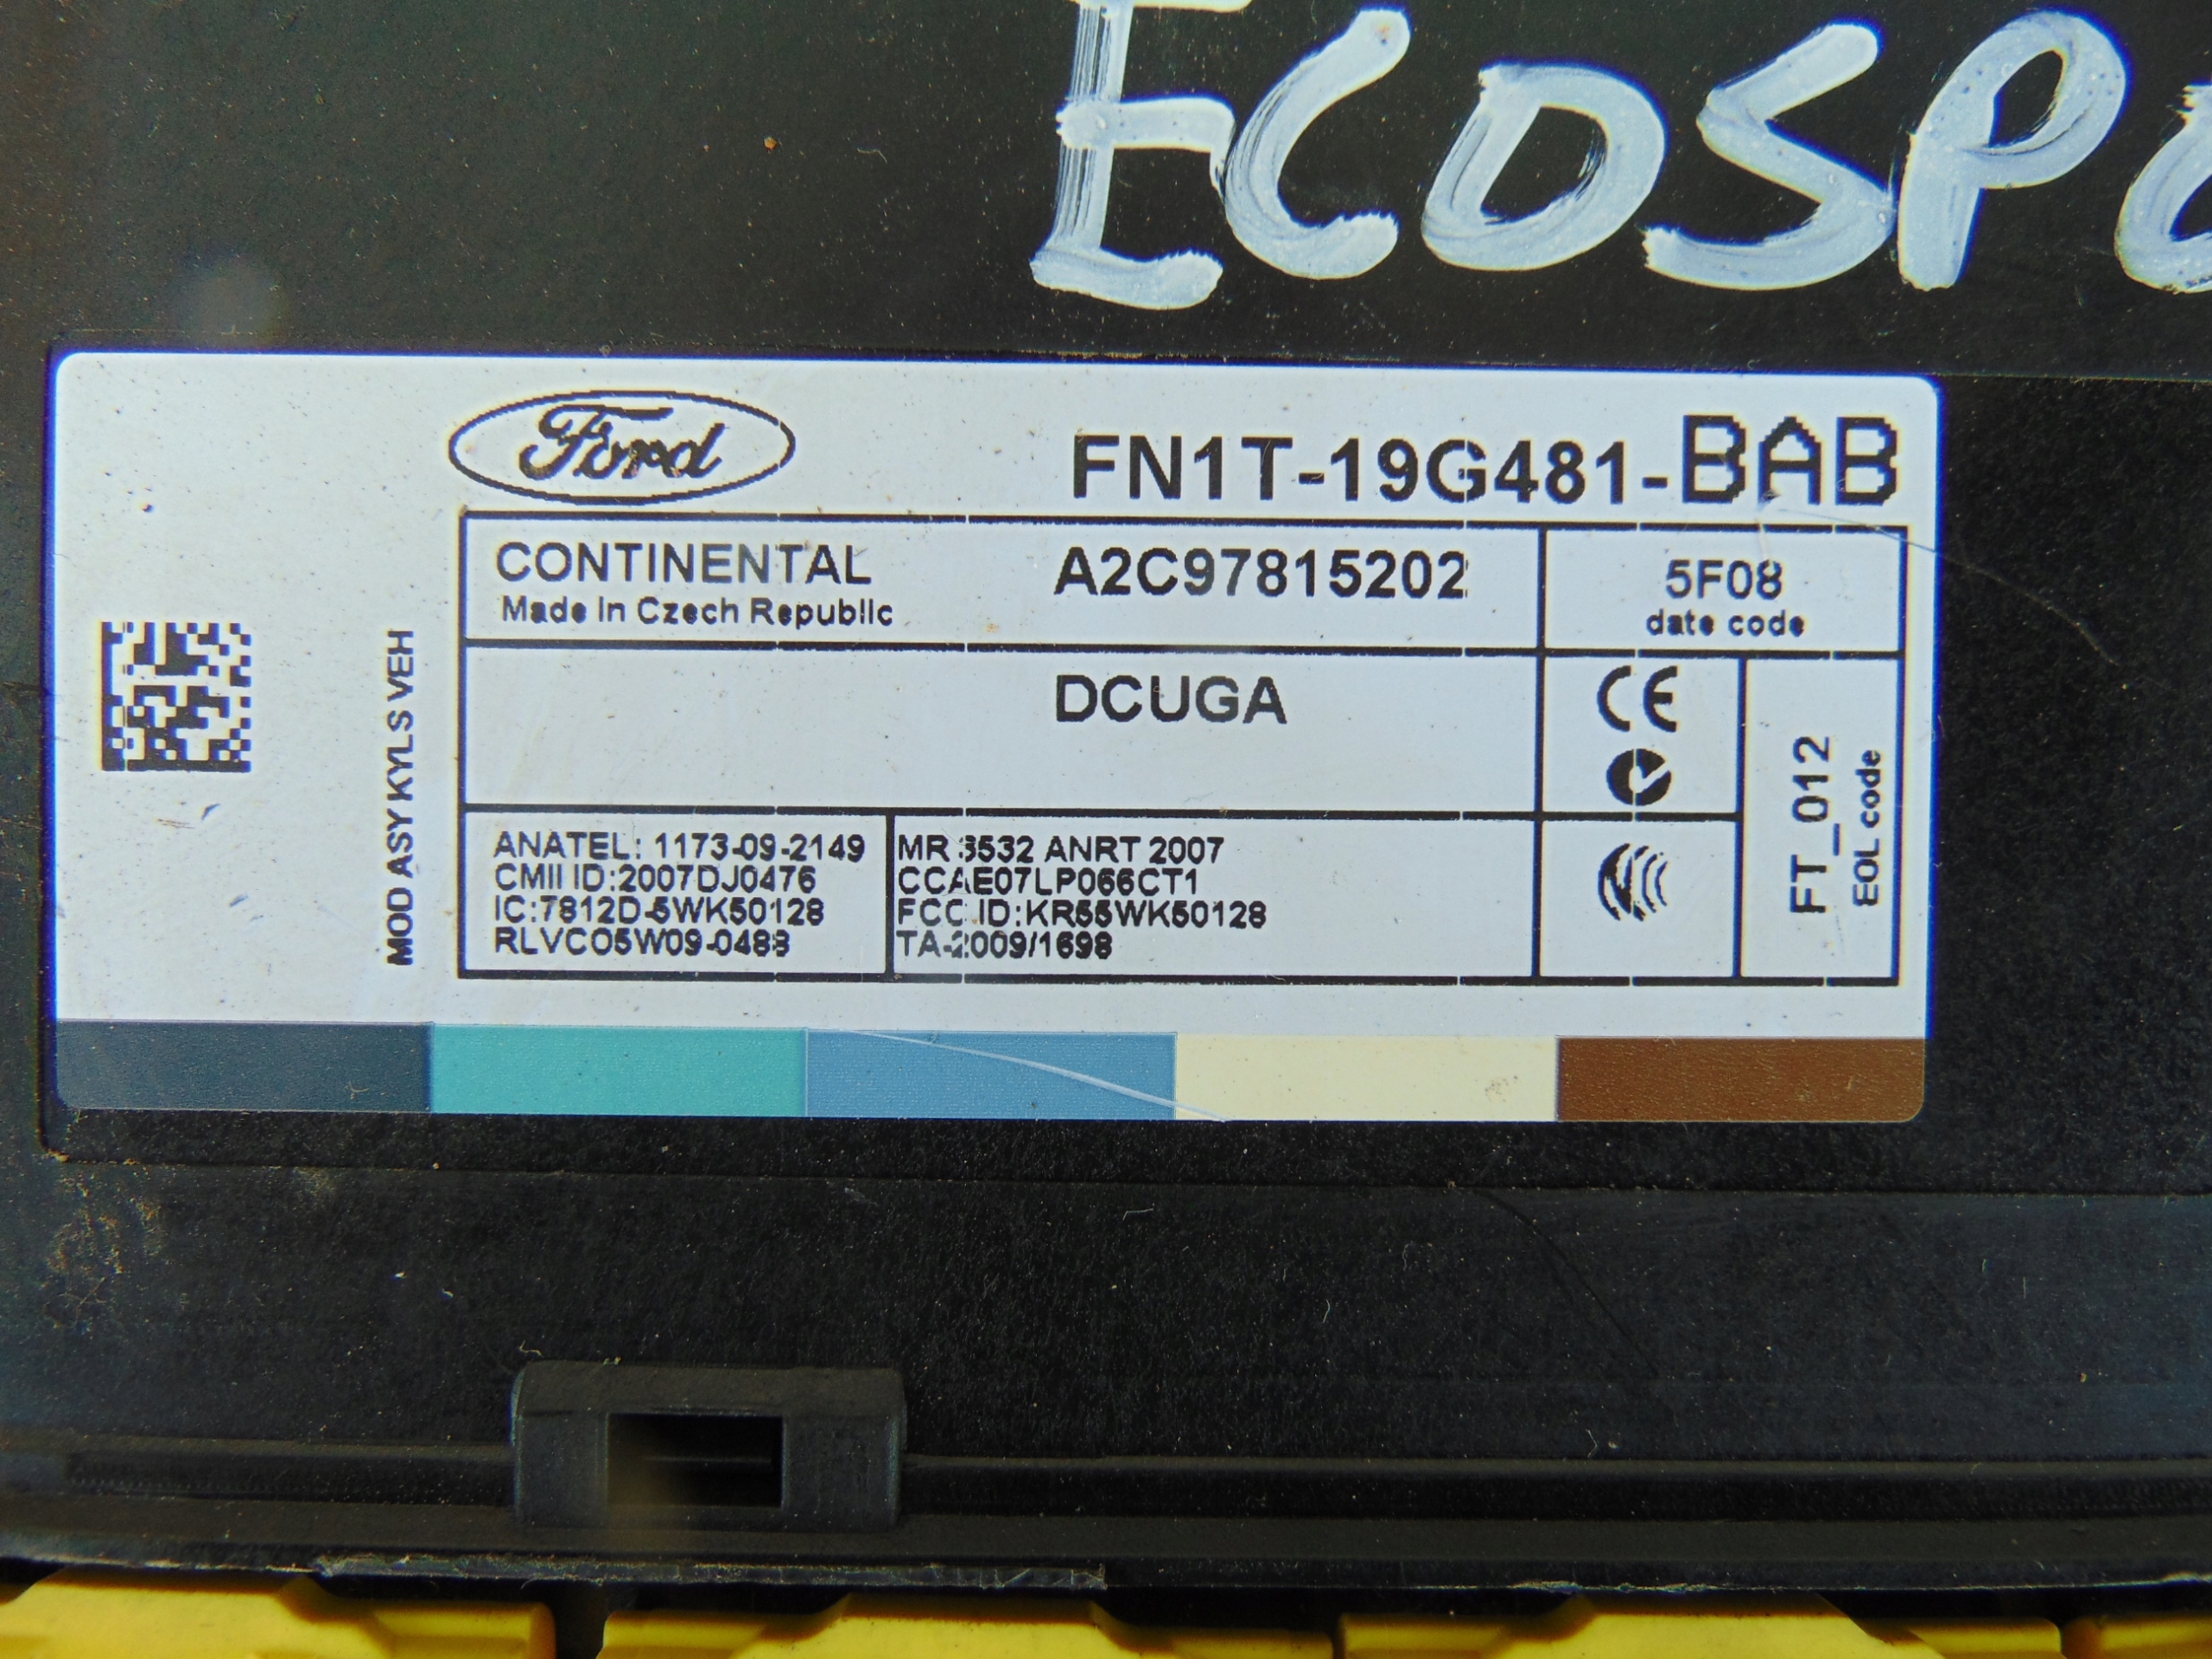 ECOSPO
Ford
FN1T-19G481-BAB
CONTINENTAL
Made In Czech Republic
A2C97815202
5F08
date code
MOD ASY KYLS VEH
DCUGA
CE
FT_012
EOL code
ANATEL: 1173-09-2149
CMII ID:2007DJ0476
IC:7812D-5WK50128
RLVC05W09-0488
MR 3532 ANRT 2007
CCAE07LP066CT1
FCC ID:KR55WK50128
TA-2009/1698